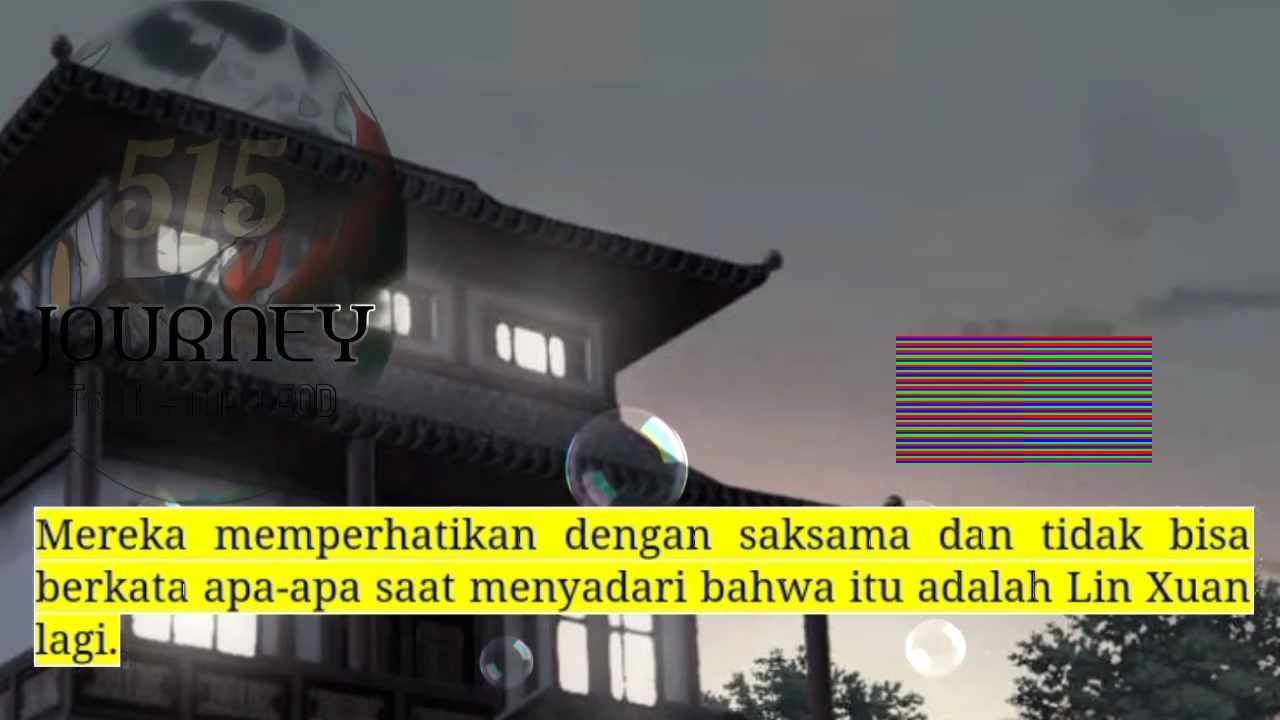 515
JOURNEY
Mereka memperhatikan dengan saksama dan tidak bisa
berkata apa-apa saat menyadari bahwa itu adalah Lin Xuan
lagi.